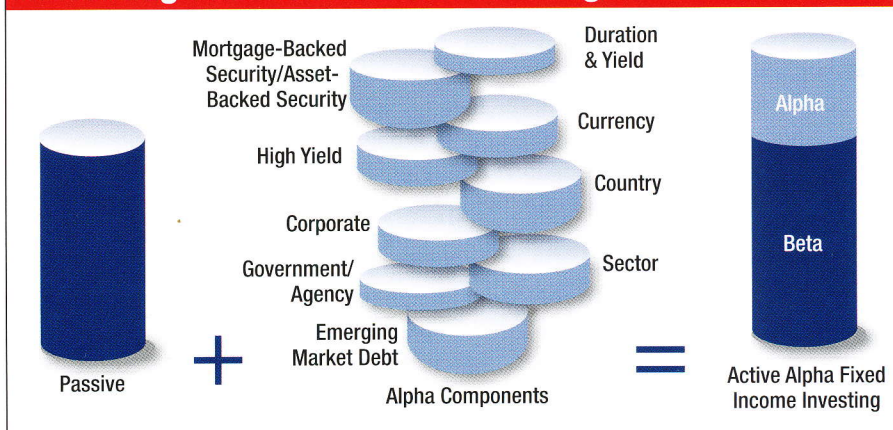 Mortgage-Backed
Security/Asset-
Backed Security
Duration
& Yield
Currency
High Yield
Country
Corporate
Sector
Government/
Agency
Emerging
Market Debt
Passive
+
Alpha Components
=
Alpha
Beta
Active Alpha Fixed
Income Investing